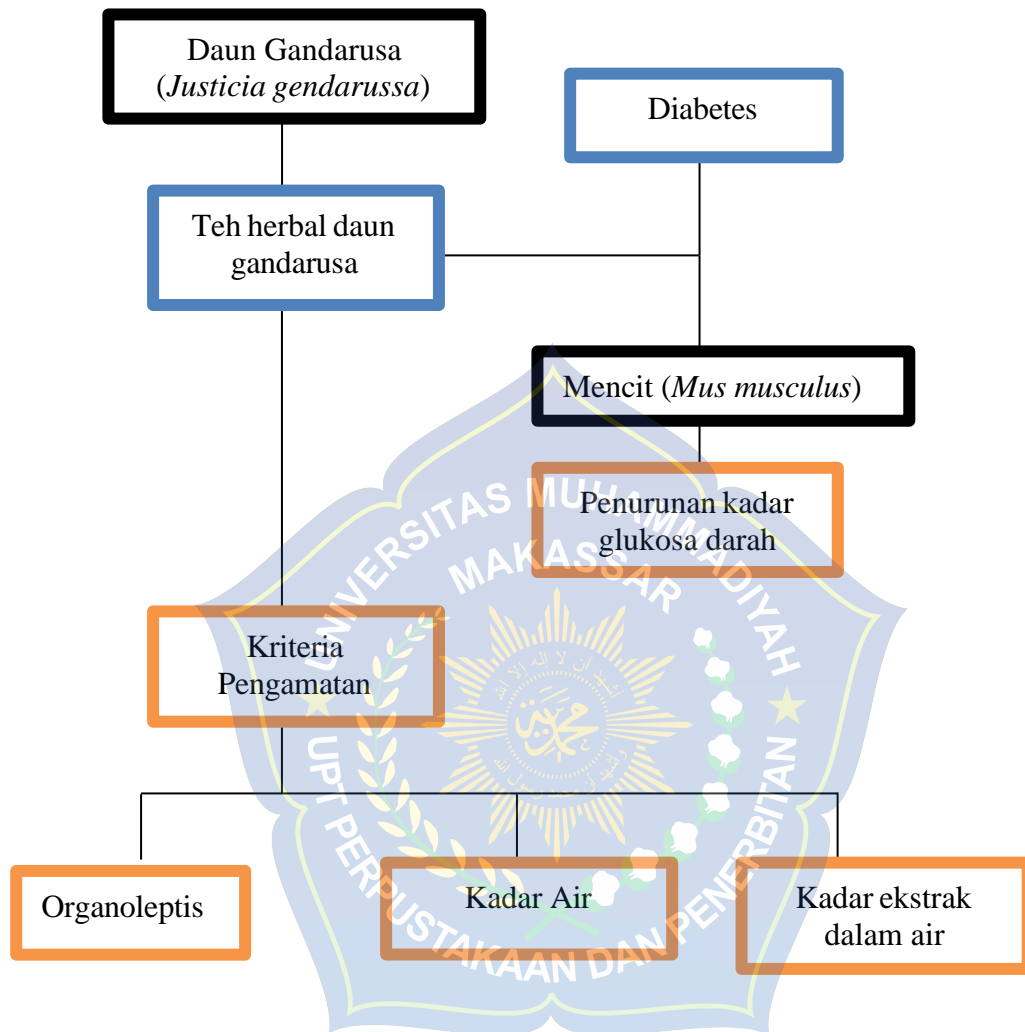 Daun Gandarusa
(Justicia gendarussa)
Diabetes
Teh herbal daun
gandarusa
Mencit (Mus musculus)
Penurunan kadar
glukosa darah
UNIVERSITAS MUHAMMADIYAH
MAKASSAR
Kriteria
Pengamatan
Organoleptis
Kadar Air
Kadar ekstrak
dalam air
UPT PERPUSTAKAAN DAN PENERBITAN